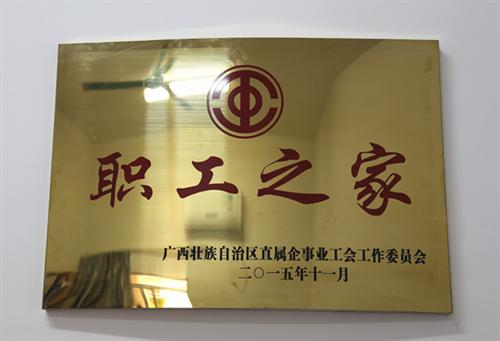 职工之家
广西壮族自治区直属企事业工会工作委员会
二〇一五年十一月